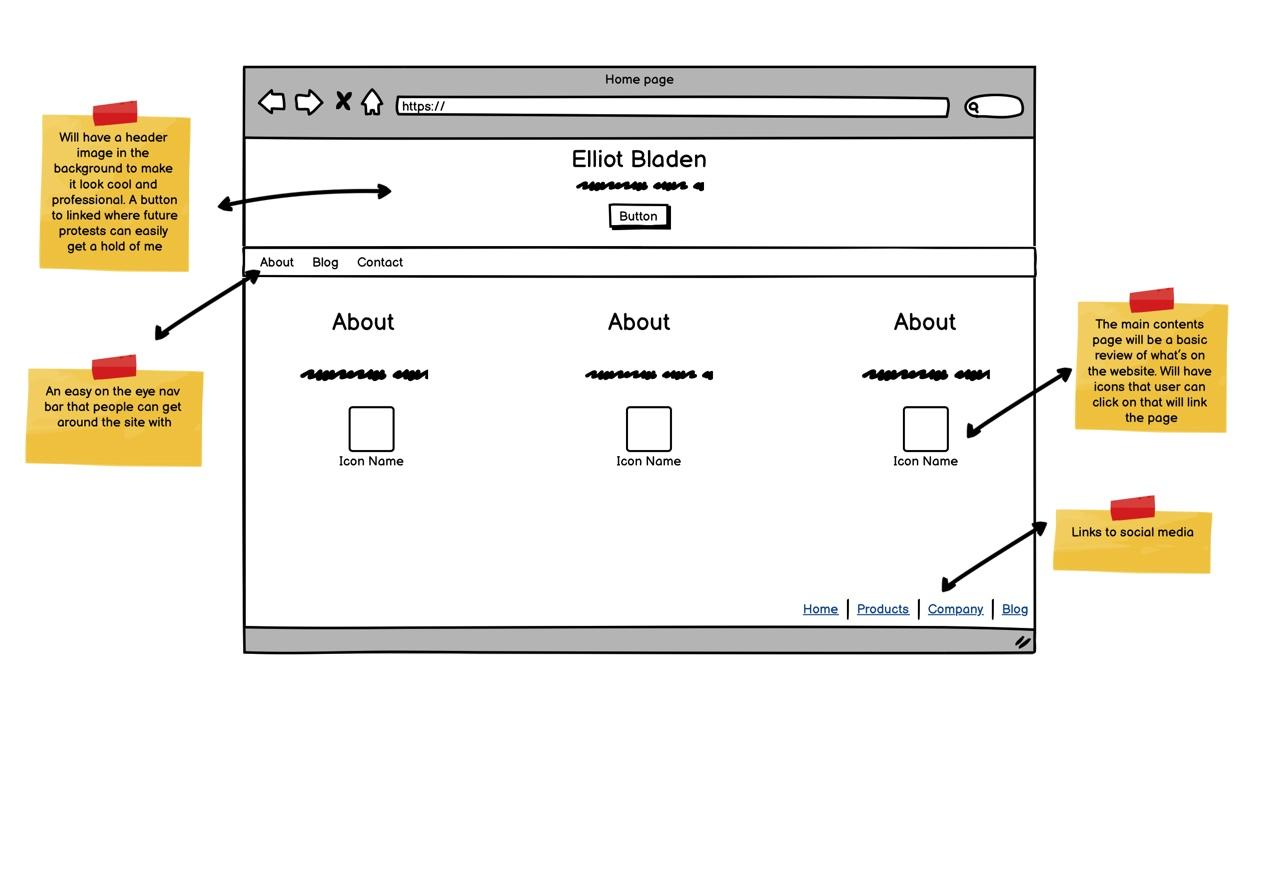 Home page
https://
Will have a header
image in the
background to make
it look cool and
professional. A button
to linked where future
protests can easily
get a hold of me
Elliot Bladen
Button
About Blog Contact
An easy on the eye nav
bar that people can get
around the site with
About About About
The main contents
page will be a basic
review of what's on
the website. Will have
icons that user can
click on that will link
the page
Icon Name Icon Name Icon Name
Links to social media
Home | Products | Company | Blog